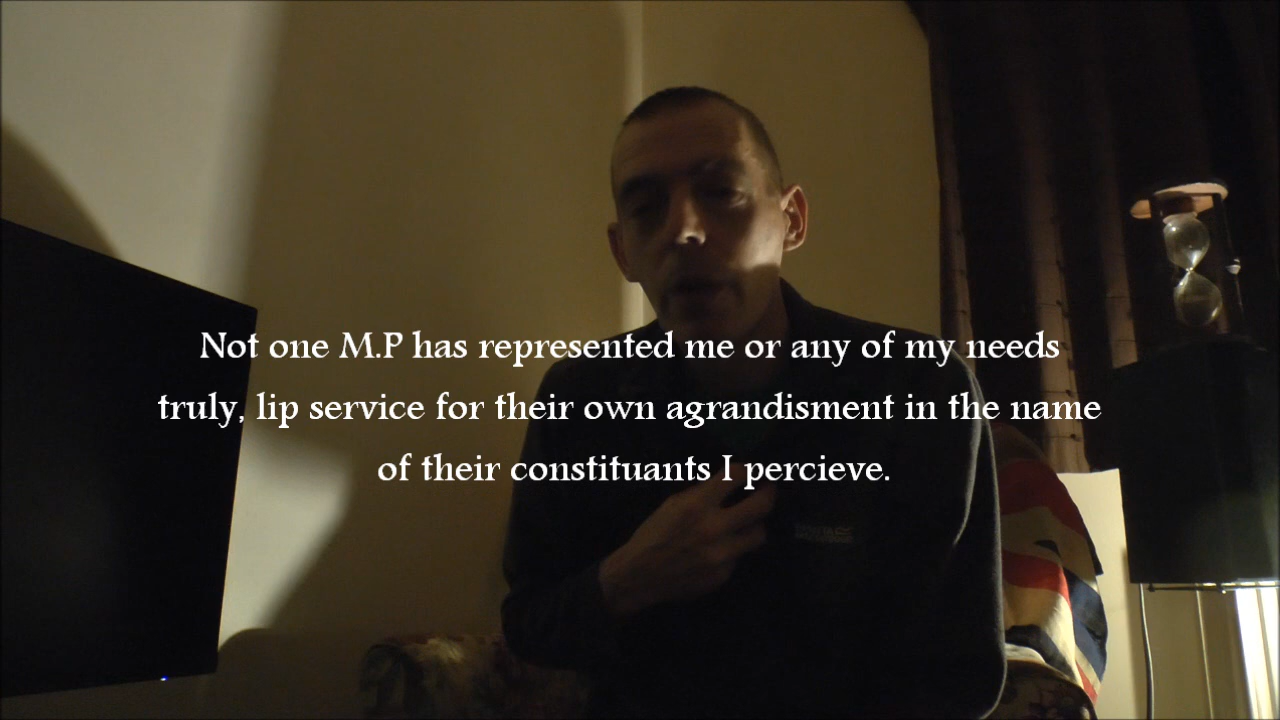 Not one M.P has represented me or any of my needs
truly, lip service for their own agrandisment in the name
of their constituants I percieve.